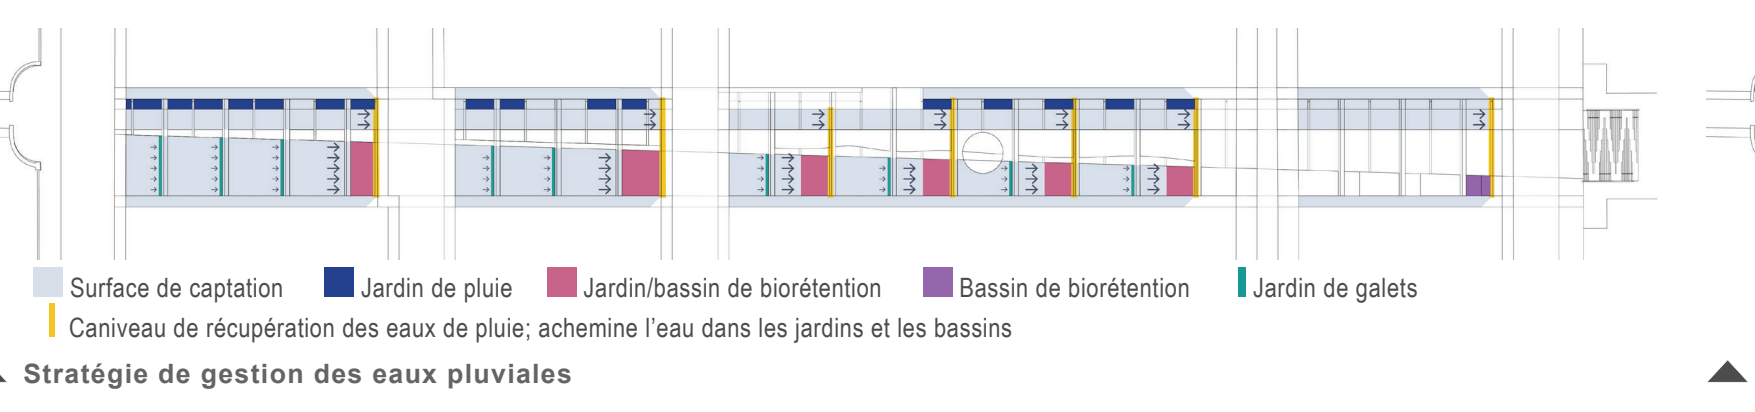 Surface de captation Jardin de pluie Jardin/bassin de biorétention Bassin de biorétention Jardin de galets
Caniveau de récupération des eaux de pluie; achemine l'eau dans les jardins et les bassins
Stratégie de gestion des eaux pluviales